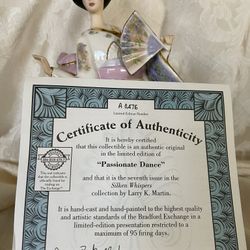 A 8276
Limited Edition Number
Certificate of Authenticity
It is hereby certified
that this collectible is an authentic original
in the limited edition of
"Passionate Dance"
and that it is the seventh issue in the
Silken Whispers
collection by Larry K. Martin.
It is hand-cast and hand-painted to the highest quality
and artistic standards of the Bradford Exchange in a
limited-edition presentation restricted to a
maximum of 95 firing days.